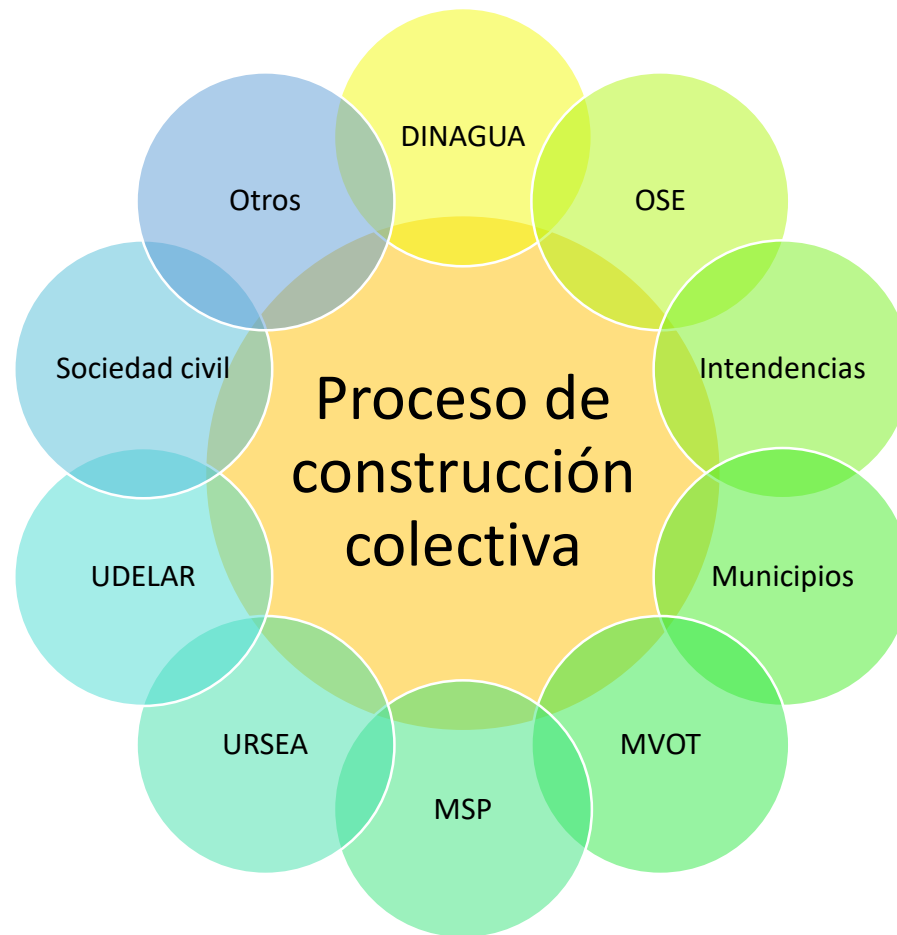 DINAGUA
OSE
Intendencias
Municipios
MVOT
MSP
URSEA
UDELAR
Sociedad civil
Otros
Proceso de
construcción
colectiva